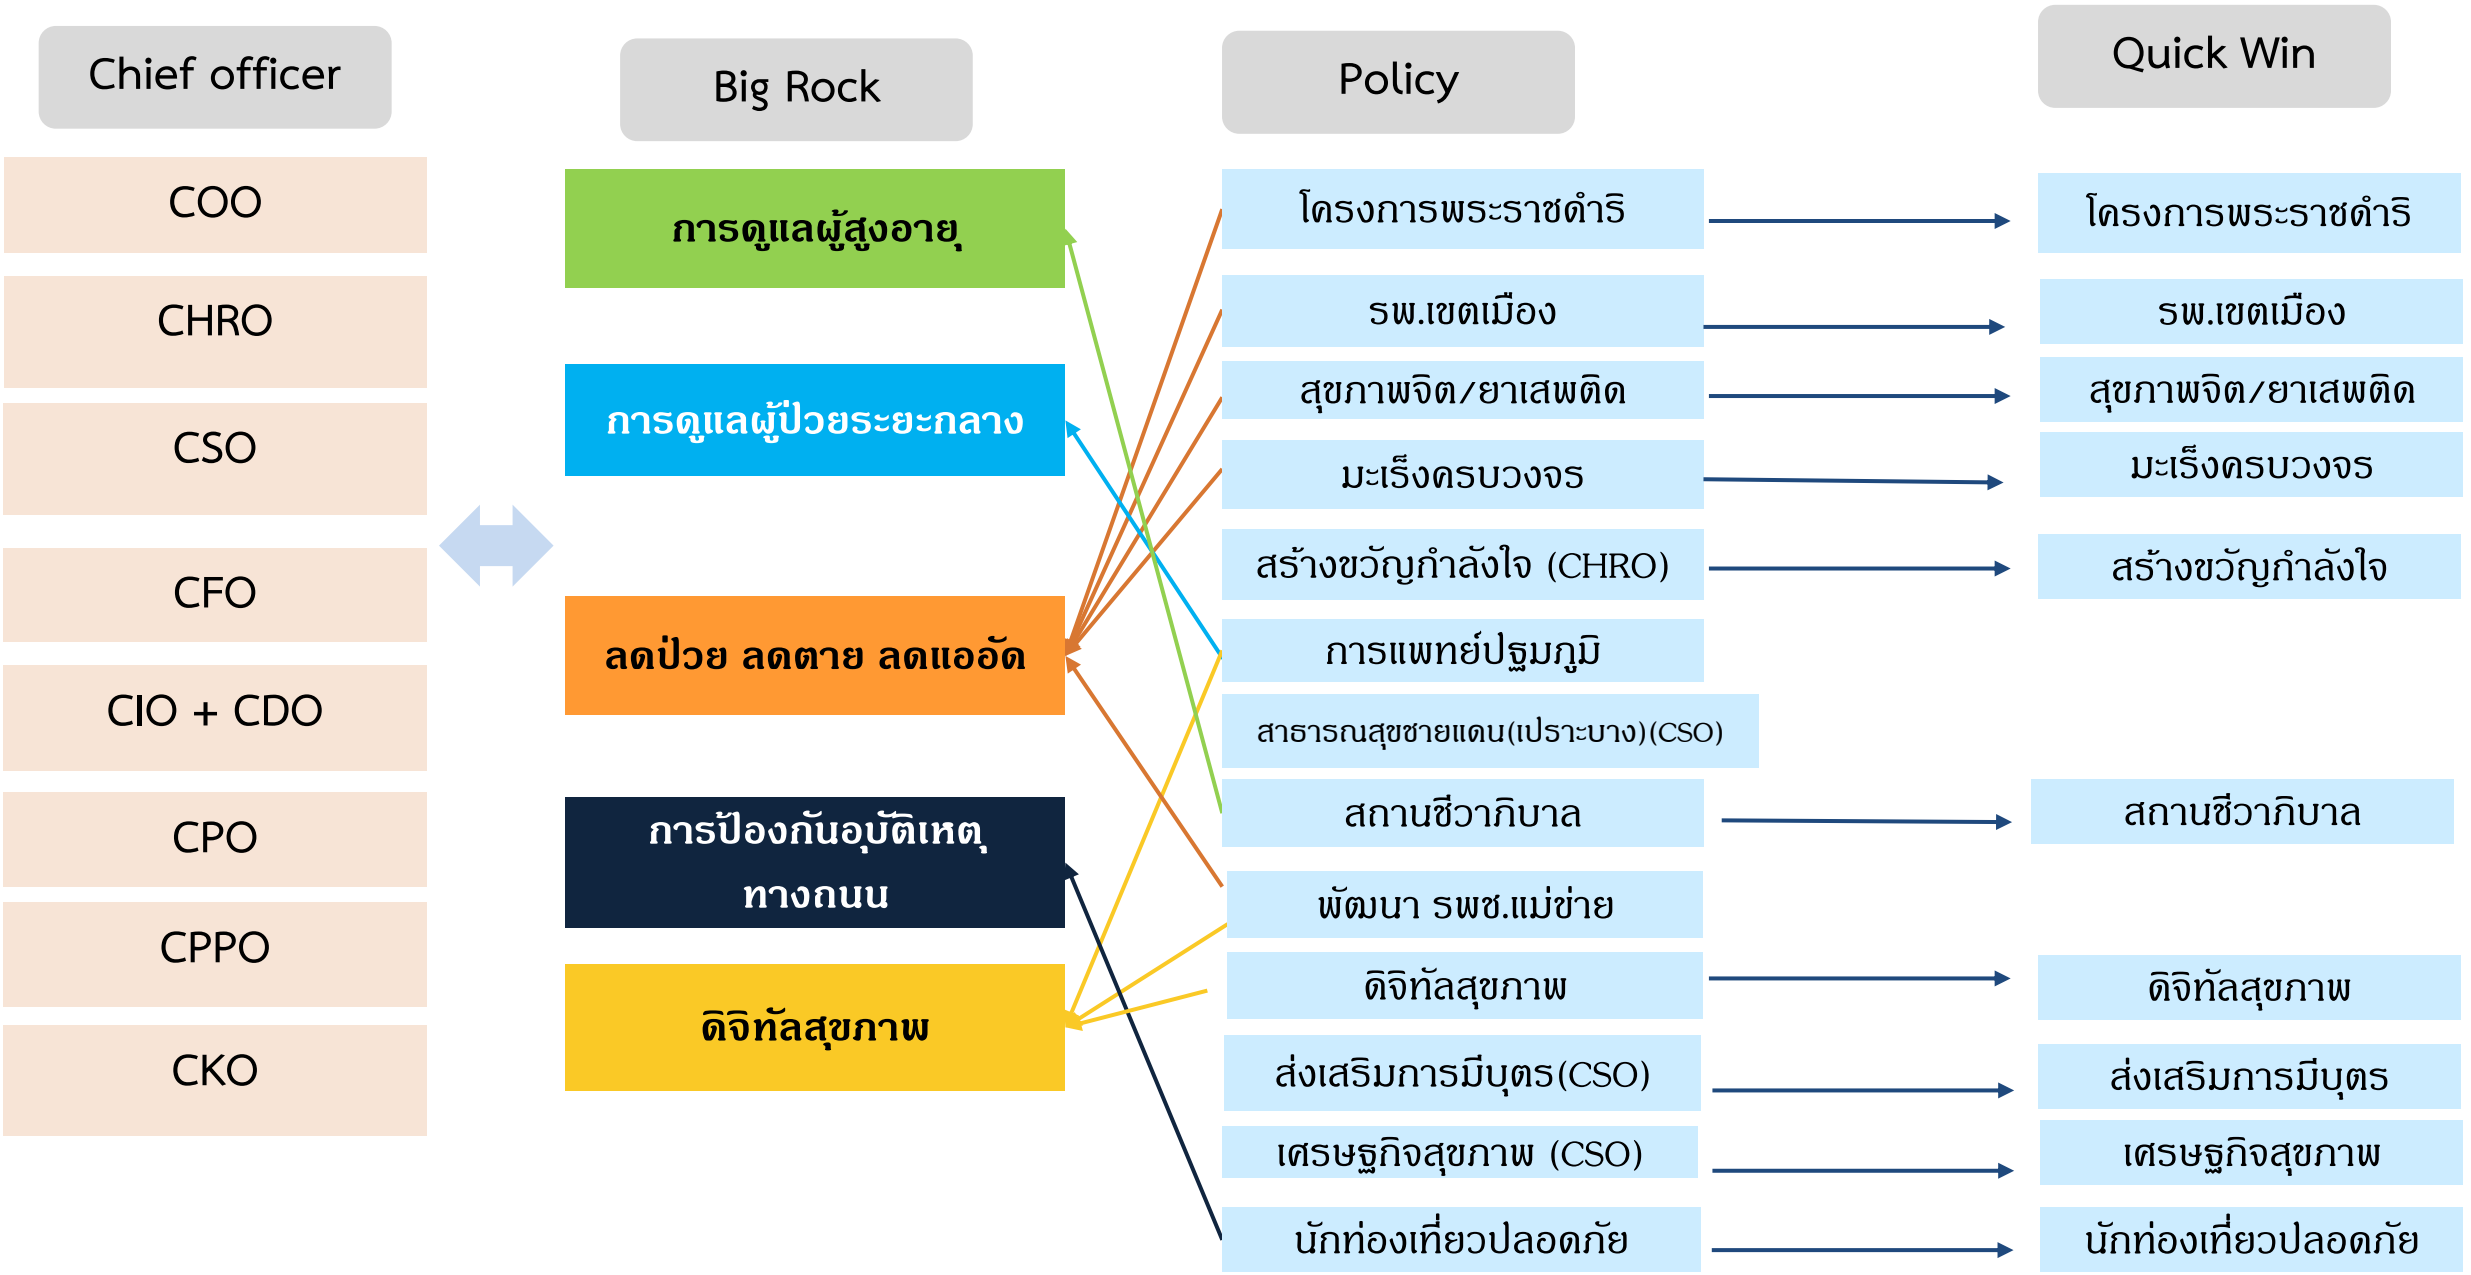 Chief officer
COO
CHRO
CSO
CFO
CIO + CDO
CPO
CPPO
CKO
Big Rock
การดูแลผู้สูงอายุ
การดูแลผู้ป่วยระยะกลาง
ลดป่วย ลดตาย ลดแออัด
การป้องกันอุบัติเหตุ
ทางถนน
ดิจิทัลสุขภาพ
Policy
โครงการพระราชดำริ
รพ.เขตเมือง
สุขภาพจิต/ยาเสพติด
มะเร็งครบวงจร
สร้างขวัญกำลังใจ (CHRO)
การแพทย์ปฐมภูมิ
สาธารณสุขชายแดน(เปราะบาง)(CSO)
สถานชีวาภิบาล
พัฒนา รพช.แม่ข่าย
ดิจิทัลสุขภาพ
ส่งเสริมการมีบุตร(CSO)
เศรษฐกิจสุขภาพ (CSO)
นักท่องเที่ยวปลอดภัย
Quick Win
โครงการพระราชดำริ
รพ.เขตเมือง
สุขภาพจิต/ยาเสพติด
มะเร็งครบวงจร
สร้างขวัญกำลังใจ
สถานชีวาภิบาล
ดิจิทัลสุขภาพ
ส่งเสริมการมีบุตร
เศรษฐกิจสุขภาพ
นักท่องเที่ยวปลอดภัย